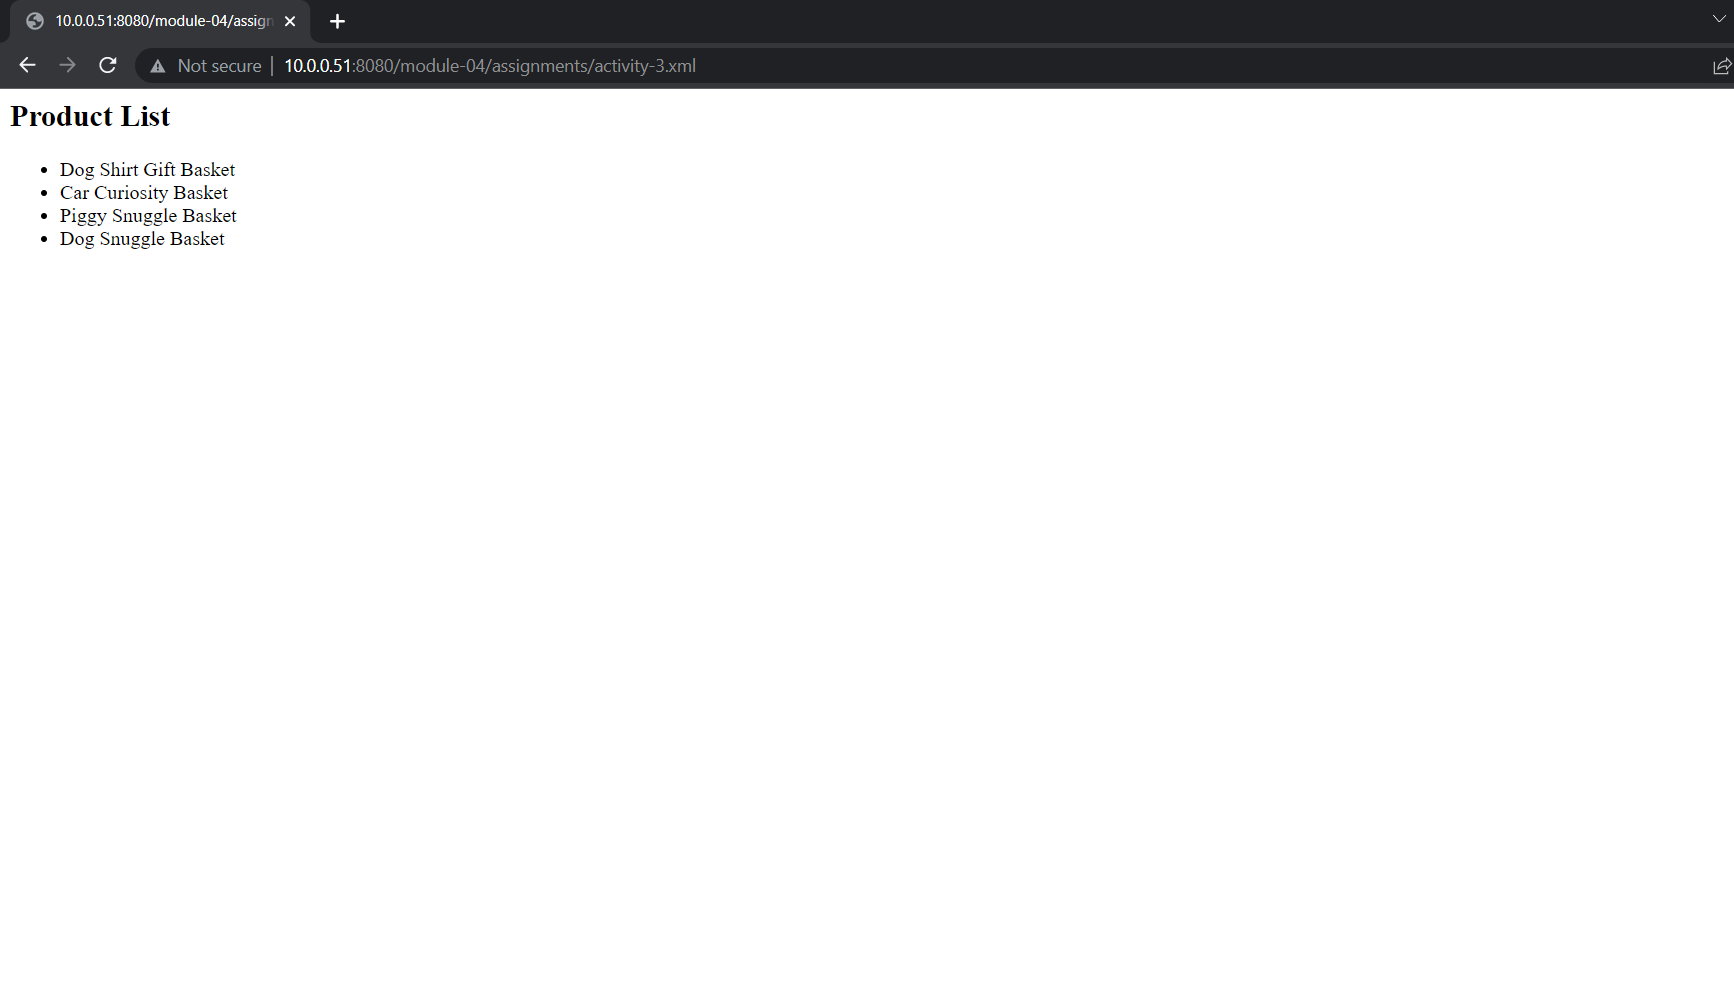 10.0.0.51:8080/module-04/assign
Not secure | 10.0.0.51:8080/module-04/assignments/activity-3.xml
Product List
Dog Shirt Gift Basket
Car Curiosity Basket
Piggy Snuggle Basket
Dog Snuggle Basket